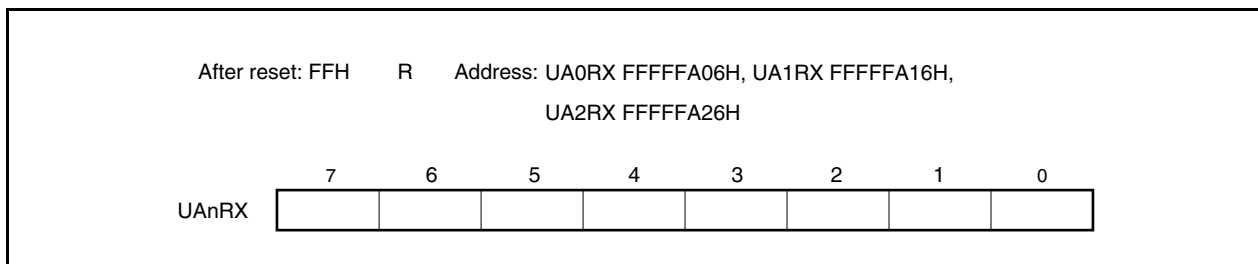 After reset: FFH R Address: UA0RX FFFFFA06H, UA1RX FFFFFA16H,
UA2RX FFFFFA26H
7 6 5 4 3 2 1 0
UAnRX